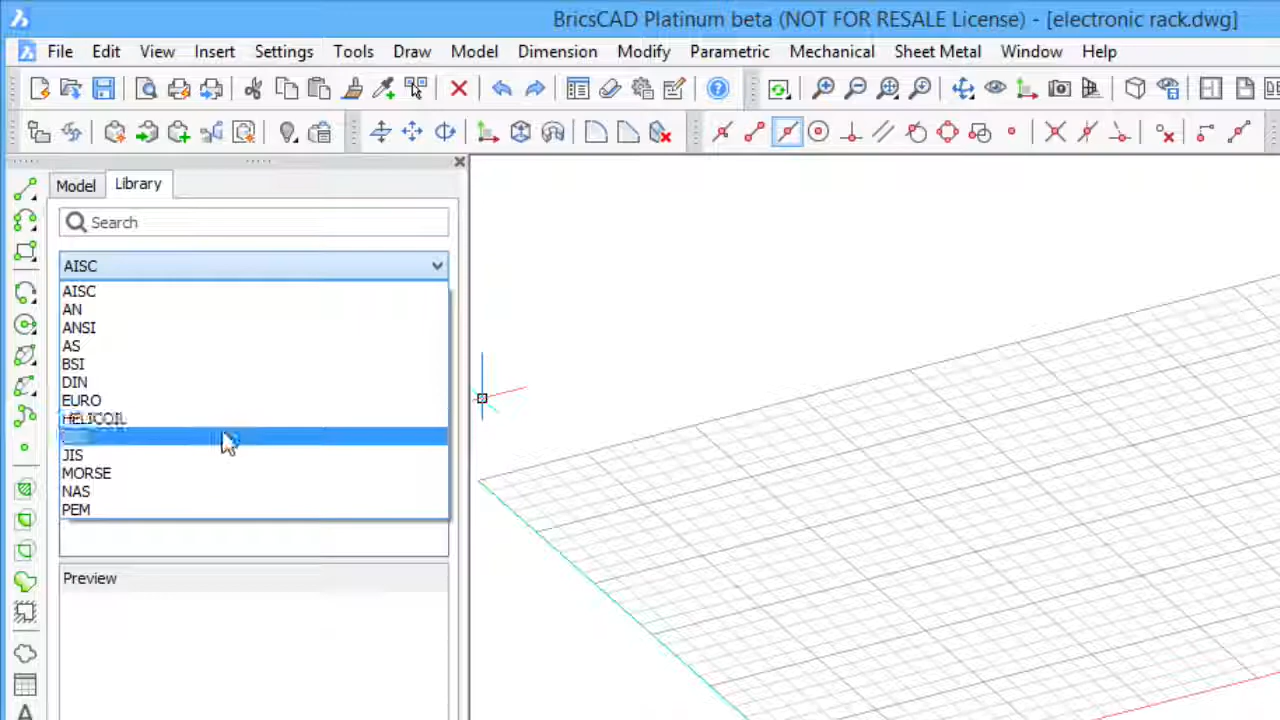 BricsCAD Platinum beta (NOT FOR RESALE License) - [electronic rack.dwg]
File Edit View Insert Settings Tools Draw Model Dimension Modify Parametric Mechanical Sheet Metal Window Help
Model Library
Search
AISC
AISC
AN
ANSI
AS
BSI
DIN
EURO
HELICOIL
JIS
MORSE
NAS
PEM
Preview